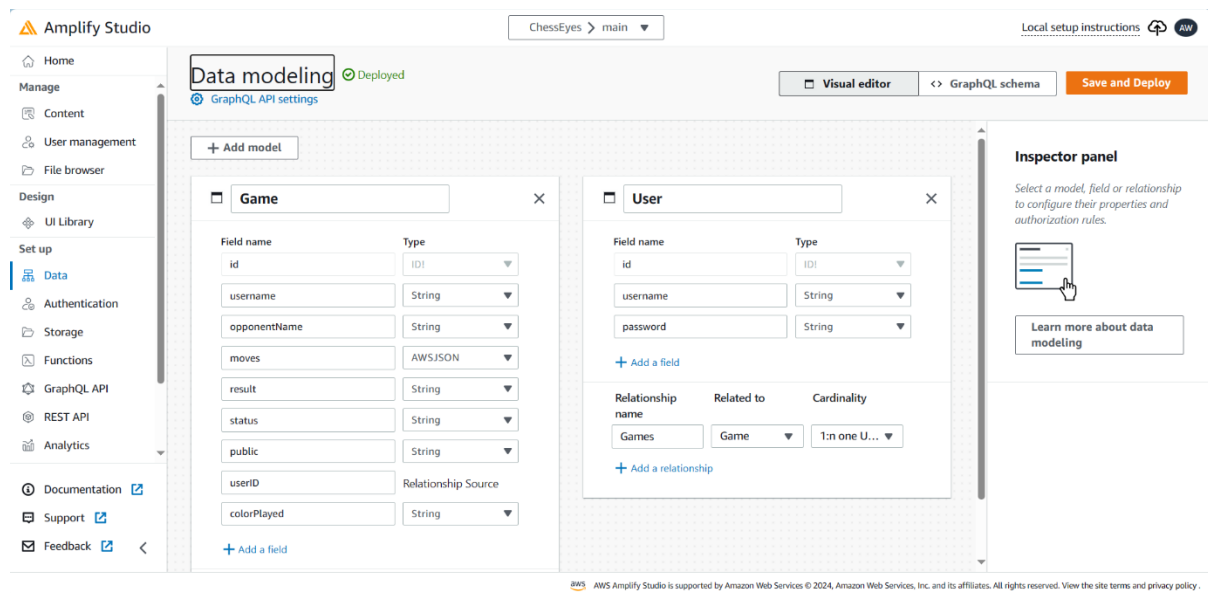 Amplify Studio
ChessEyes > main
Local setup instructions
AW
Home
Manage
Content
User management
File browser
Design
UI Library
Set up
Data
Authentication
Storage
Functions
GraphQL API
REST API
Analytics
Documentation
Support
Feedback
Data modeling
Deployed
GraphQL API settings
Visual editor
<> GraphQL schema
Save and Deploy
+ Add model
Game
Field name Type
id ID!
username String
opponentName String
moves AWSJSON
result String
status String
public String
userID Relationship Source
colorPlayed String
+ Add a field
User
Field name Type
id ID!
username String
password String
+ Add a field
Relationship name Related to Cardinality
Games Game 1:n one U...
+ Add a relationship
Inspector panel
Select a model, field or relationship
to configure their properties and
authorization rules.
Learn more about data
modeling
aws AWS Amplify Studio is supported by Amazon Web Services © 2024, Amazon Web Services, Inc. and its affiliates. All rights reserved. View the site terms and privacy policy .